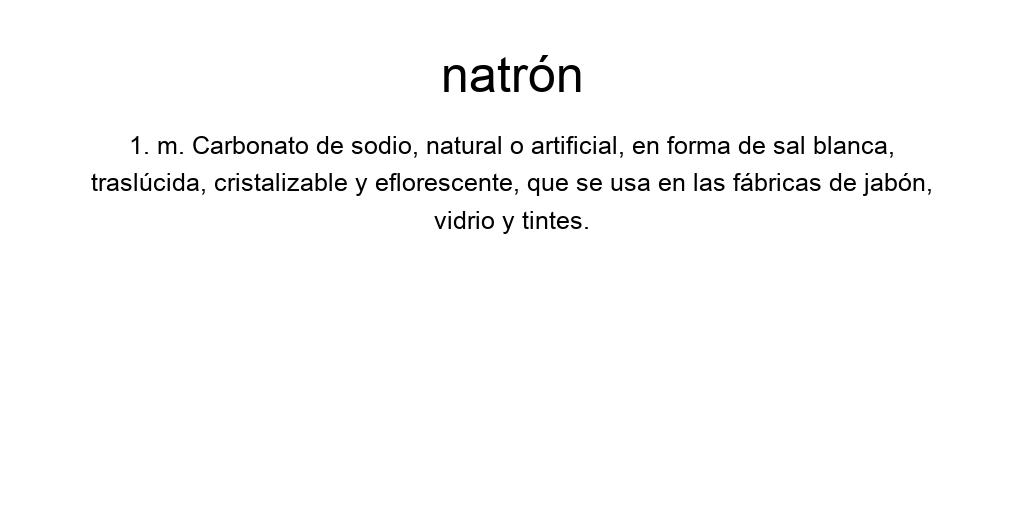 natrón
1. m. Carbonato de sodio, natural o artificial, en forma de sal blanca,
traslúcida, cristalizable y eflorescente, que se usa en las fábricas de jabón,
vidrio y tintes.